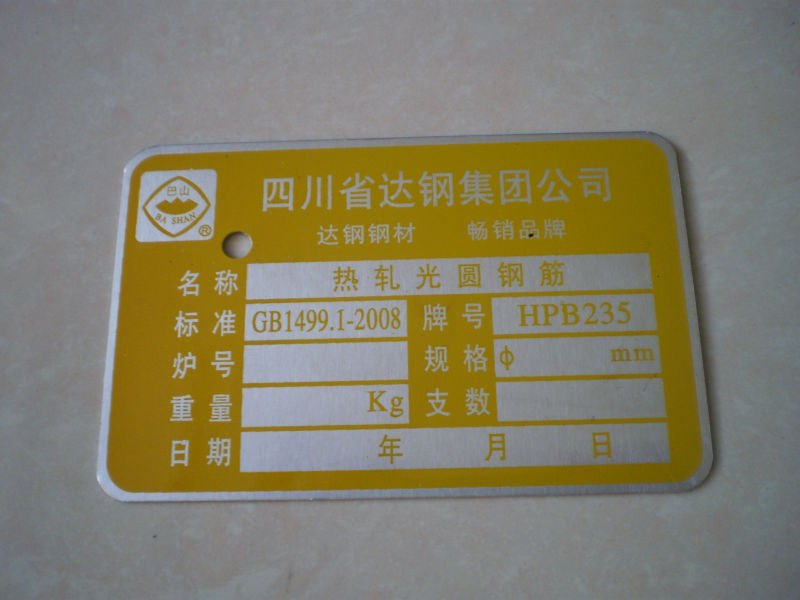 巴山
BA SHAN
®
四川省达钢集团公司
达钢钢材 畅销品牌
名称 热轧光圆钢筋
标准 GB1499.1-2008 牌号 HPB235
炉号 规格 ϕ mm
重量 Kg 支数
日期 年 月 日